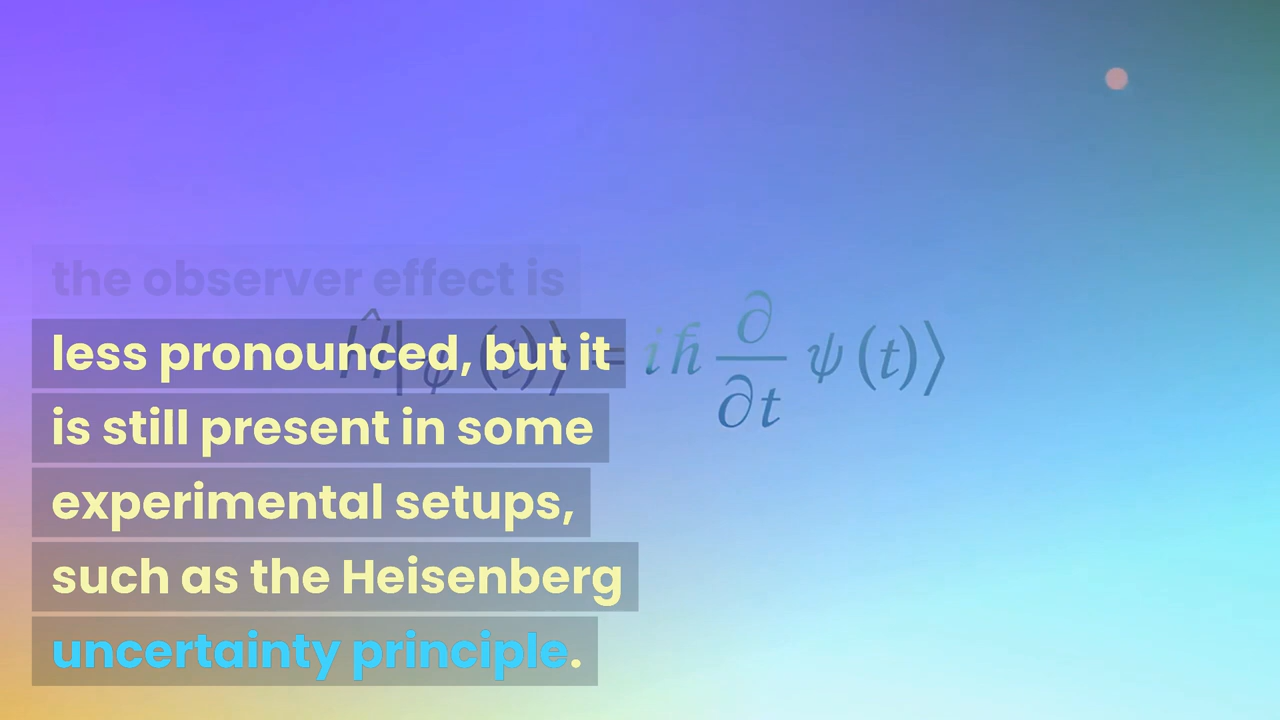 the observer effect is
less pronounced, but it
is still present in some
experimental setups,
such as the Heisenberg
uncertainty principle.
Ĥ|ψ(t)⟩ = iħ ∂/∂t ψ(t)⟩